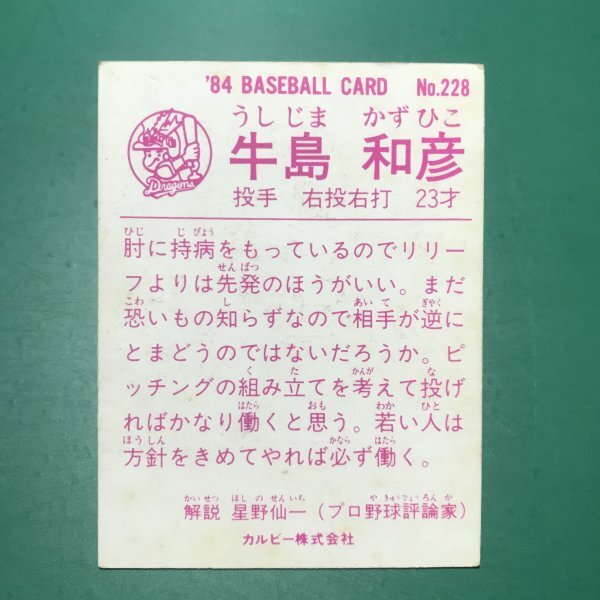 '84 BASEBALL CARD No.228
うしじま かずひこ
牛島 和彦
Dragons
投手 右投右打 23才
ひじ じびょう
肘に持病をもっているのでリリー
せんぱつ
フよりは先発のほうがいい。まだ
こわ し あいて ぎゃく
恐いもの知らずなので相手が逆に
とまどうのではないだろうか。ピ
く た かんが な
ッチングの組み立てを考えて投げ
はたら おも わか ひと
ればかなり働くと思う。若い人は
ほうしん かなら はたら
方針をきめてやれば必ず働く。
かいせつ ほしのせんいち やきゅうひょうろんか
解説 星野仙一(プロ野球評論家)
カルビー株式会社